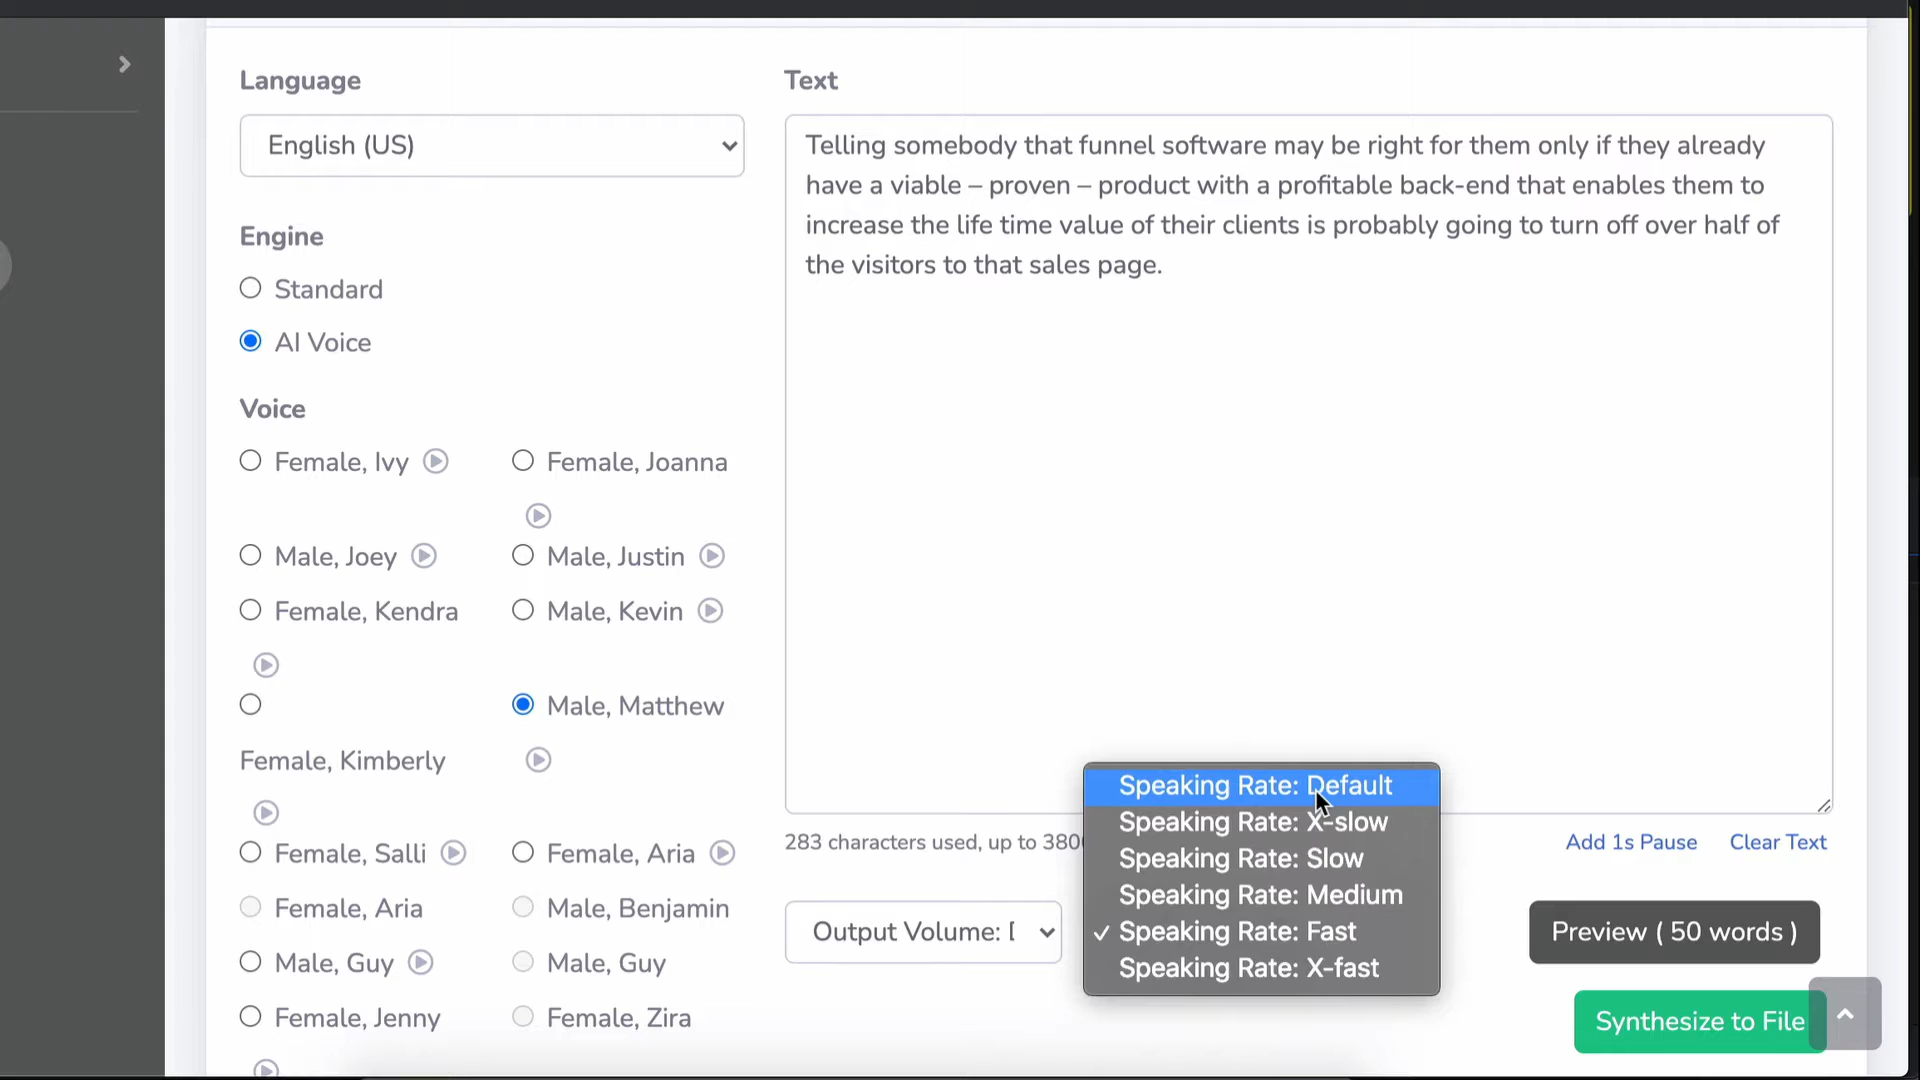 Language
English (US)
Engine
Standard
AI Voice
Voice
Female, Ivy
Female, Joanna
Male, Joey
Male, Justin
Female, Kendra
Male, Kevin
Male, Matthew
Female, Kimberly
Female, Salli
Female, Aria
Female, Aria
Male, Benjamin
Male, Guy
Male, Guy
Female, Jenny
Female, Zira
Text
Telling somebody that funnel software may be right for them only if they already
have a viable – proven – product with a profitable back-end that enables them to
increase the life time value of their clients is probably going to turn off over half of
the visitors to that sales page.
283 characters used, up to 380
Add 1s Pause
Clear Text
Output Volume:
Speaking Rate: Default
Speaking Rate: X-slow
Speaking Rate: Slow
Speaking Rate: Medium
✓ Speaking Rate: Fast
Speaking Rate: X-fast
Preview ( 50 words )
Synthesize to File